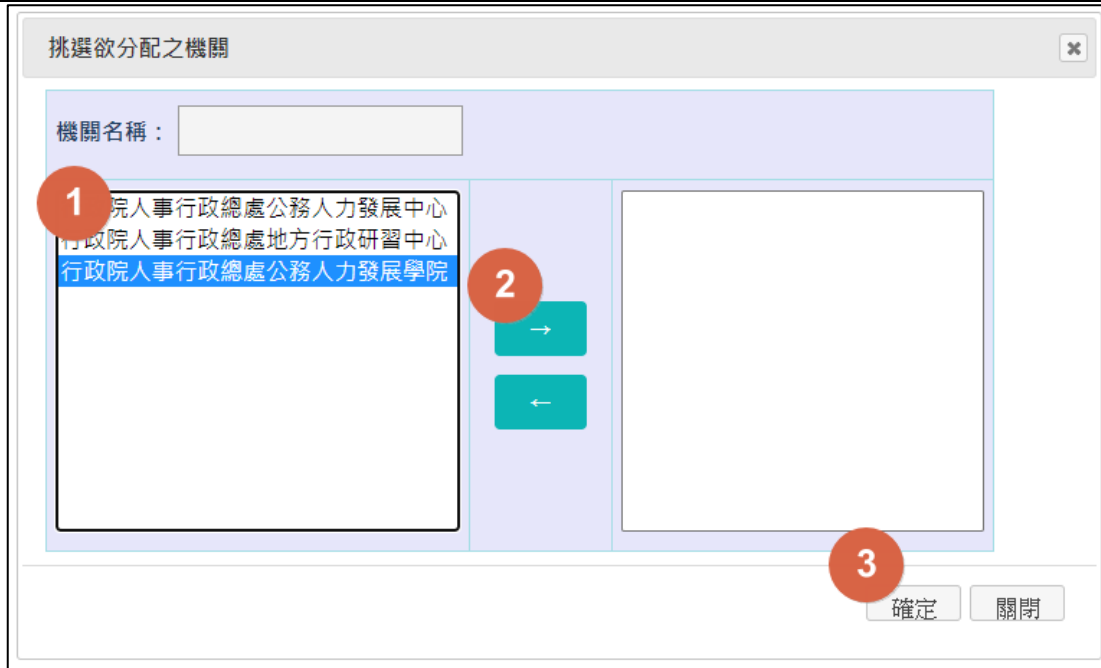 挑選欲分配之機關
機關名稱：
1
院人事行政總處公務人力發展中心
行政院人事行政總處地方行政研習中心
行政院人事行政總處公務人力發展學院
2
→
←
3
確定
關閉